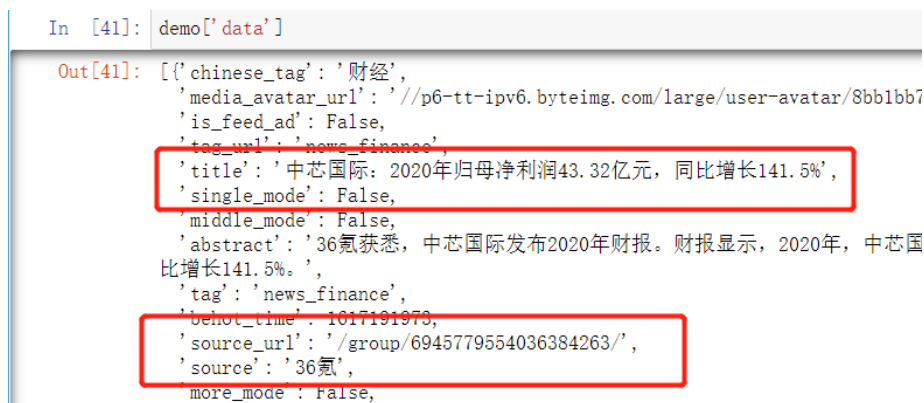 In [41]: demo['data']
Out[41]: [{'chinese_tag': '财经',
'media_avatar_url': '//p6-tt-ipv6.byteimg.com/large/user-avatar/8bb1bb7
'is_feed_ad': False,
'tag_url': 'news_finance',
'title': '中芯国际：2020年归母净利润43.32亿元，同比增长141.5%',
'single_mode': False,
'middle_mode': False,
'abstract': '36氪获悉，中芯国际发布2020年财报。财报显示，2020年，中芯国
比增长141.5%。',
'tag': 'news_finance',
'behot_time': 1617191973,
'source_url': '/group/6945779554036384263/',
'source': '36氪',
'more_mode': False,